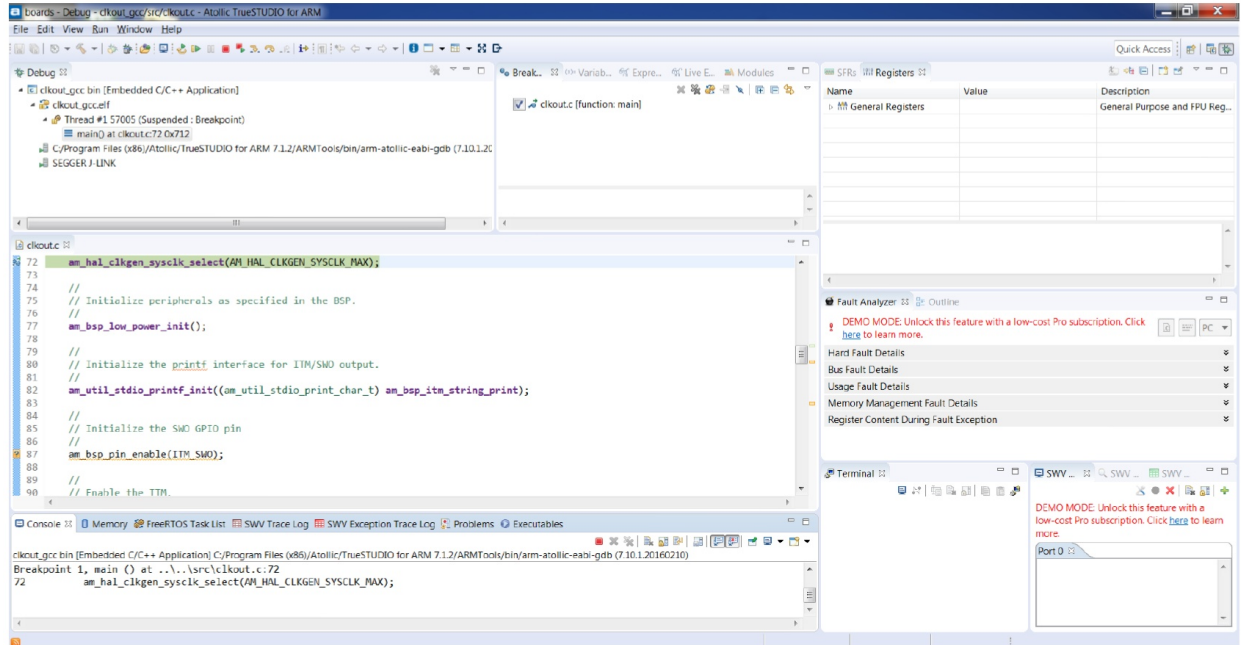 boards - Debug - clkout_gcc/src/clkout.c - Atollic TrueSTUDIO for ARM
File Edit View Run Window Help
Quick Access
Debug
clkout_gcc bin [Embedded C/C++ Application]
clkout_gcc.elf
Thread #1 57005 (Suspended : Breakpoint)
main() at clkout.c:72 0x712
C:/Program Files (x86)/Atollic/TrueSTUDIO for ARM 7.1.2/ARMTools/bin/arm-atollic-eabi-gdb (7.10.1.20
SEGGER J-LINK
Break... Variab... Expre... Live E... Modules
clkout.c [function: main]
SFRs Registers
Name Value Description
General Registers General Purpose and FPU Reg...
clkout.c
72 am_hal_clkgen_sysclk_select(AM_HAL_CLKGEN_SYSCLK_MAX);
73
74 //
75 // Initialize peripherals as specified in the BSP.
76 //
77 am_bsp_low_power_init();
78
79 //
80 // Initialize the printf interface for ITM/SWO output.
81 //
82 am_util_stdio_printf_init((am_util_stdio_print_char_t) am_bsp_itm_string_print);
83
84 //
85 // Initialize the SWO GPIO pin
86 //
87 am_bsp_pin_enable(ITM_SWO);
88
89 //
90 // Enable the ITM.
Fault Analyzer Outline
DEMO MODE: Unlock this feature with a low-cost Pro subscription. Click
here to learn more.
PC
Hard Fault Details
Bus Fault Details
Usage Fault Details
Memory Management Fault Details
Register Content During Fault Exception
Console Memory FreeRTOS Task List SWV Trace Log SWV Exception Trace Log Problems Executables
clkout_gcc bin [Embedded C/C++ Application] C:/Program Files (x86)/Atollic/TrueSTUDIO for ARM 7.1.2/ARMTools/bin/arm-atollic-eabi-gdb (7.10.1.20160210)
Breakpoint 1, main () at ..\..\src\clkout.c:72
72 am_hal_clkgen_sysclk_select(AM_HAL_CLKGEN_SYSCLK_MAX);
Terminal
SWV ... SWV ... SWV ...
DEMO MODE: Unlock this feature with a
low-cost Pro subscription. Click here to learn
more.
Port 0